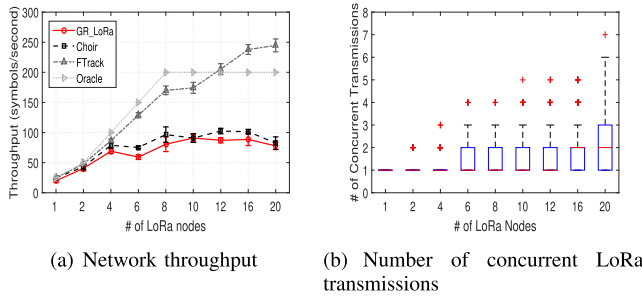 300
250
200
150
100
50
0
Throughput (symbols/second)
GR_LoRa
Choir
FTrack
Oracle
1 2 4 6 8 10 12 16 20
# of LoRa nodes
(a) Network throughput
8
7
6
5
4
3
2
1
0
# of Concurrent Transmissions
1 2 4 6 8 10 12 16 20
# of LoRa Nodes
(b) Number of concurrent LoRa
transmissions